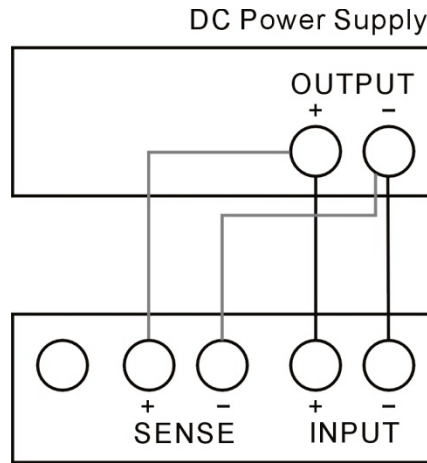 DC Power Supply
OUTPUT
+ −
+ − + −
SENSE INPUT